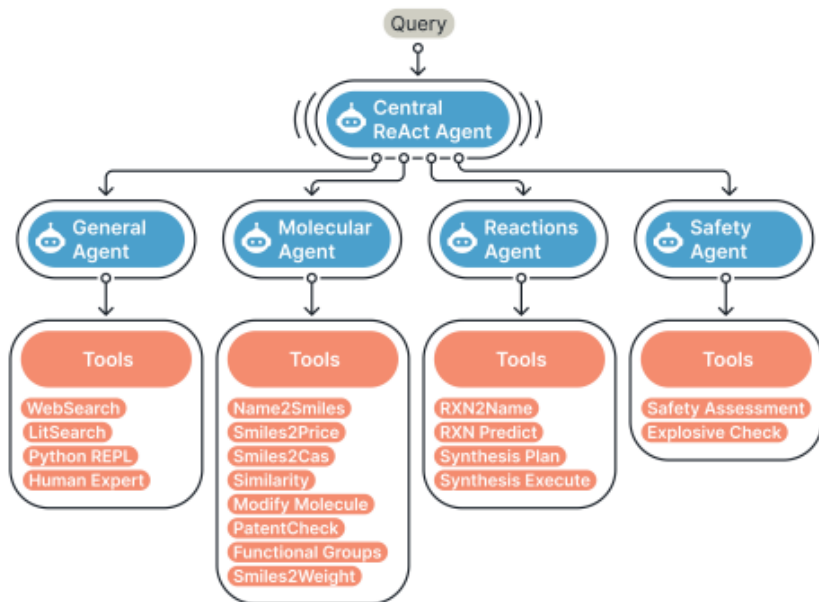 Query
Central
ReAct Agent
General
Agent
Molecular
Agent
Reactions
Agent
Safety
Agent
Tools
WebSearch
LitSearch
Python REPL
Human Expert
Tools
Name2Smiles
Smiles2Price
Smiles2Cas
Similarity
Modify Molecule
PatentCheck
Functional Groups
Smiles2Weight
Tools
RXN2Name
RXN Predict
Synthesis Plan
Synthesis Execute
Tools
Safety Assessment
Explosive Check